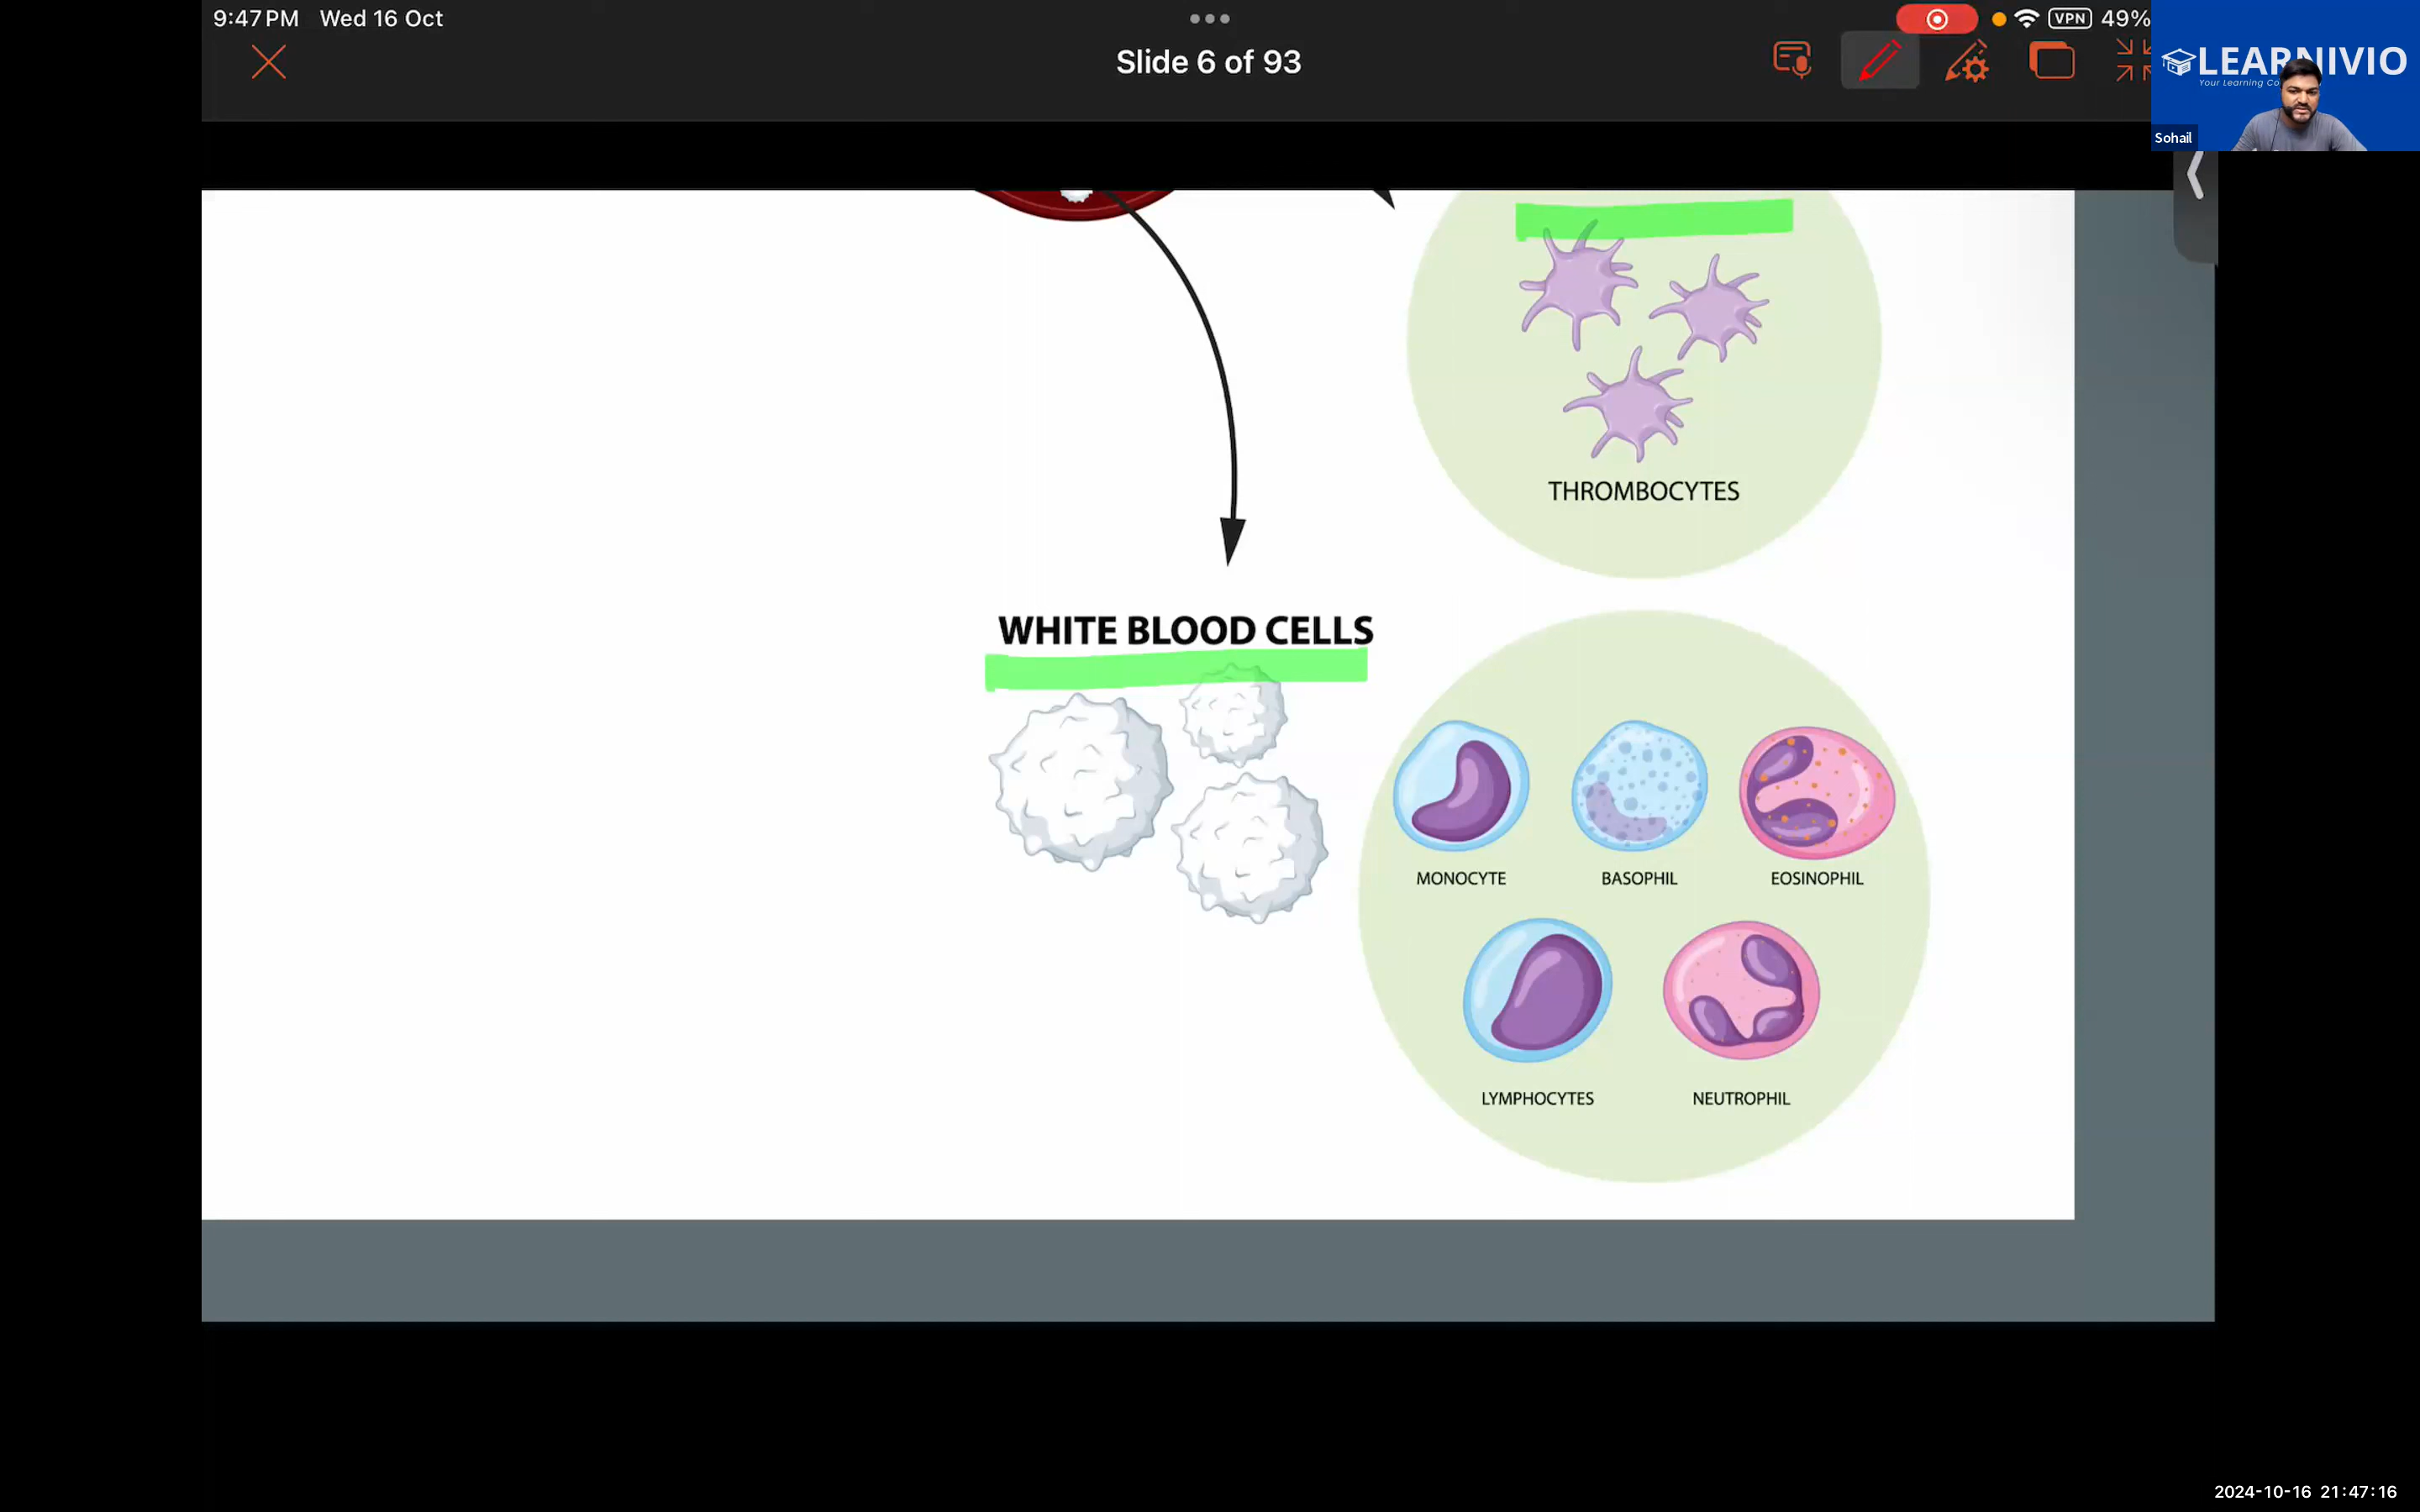 9:47 PM Wed 16 Oct
VPN 49%
Slide 6 of 93
LEARNIVIO
Your Learning Co
Sohail
THROMBOCYTES
WHITE BLOOD CELLS
MONOCYTE BASOPHIL EOSINOPHIL
LYMPHOCYTES NEUTROPHIL
2024-10-16 21:47:16